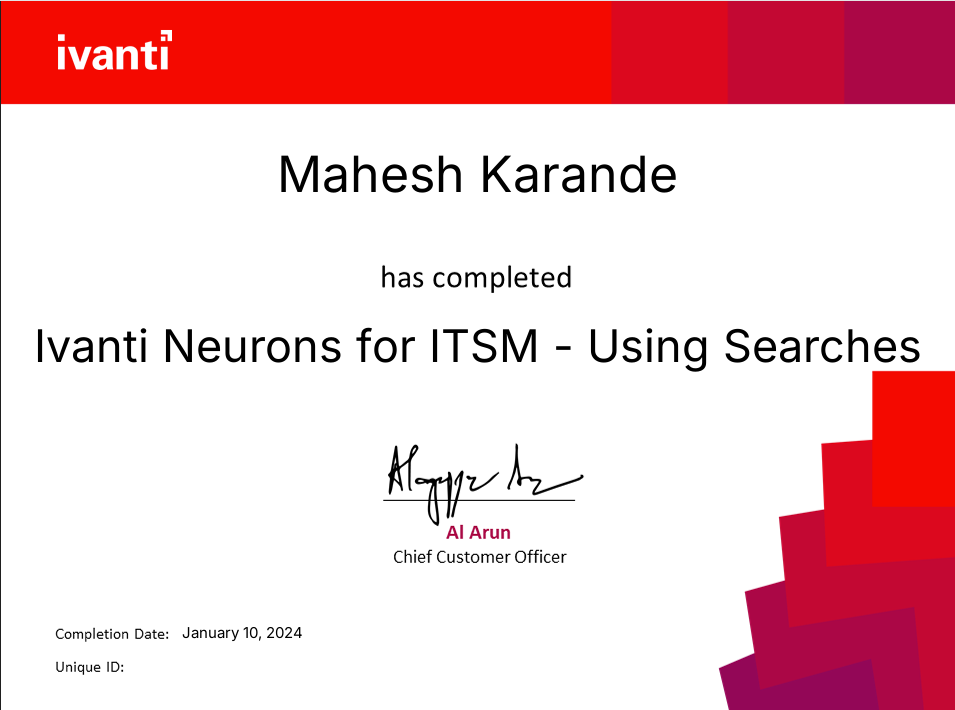 ivanti
Mahesh Karande
has completed
Ivanti Neurons for ITSM - Using Searches
Al Arun
Chief Customer Officer
Completion Date: January 10, 2024
Unique ID: